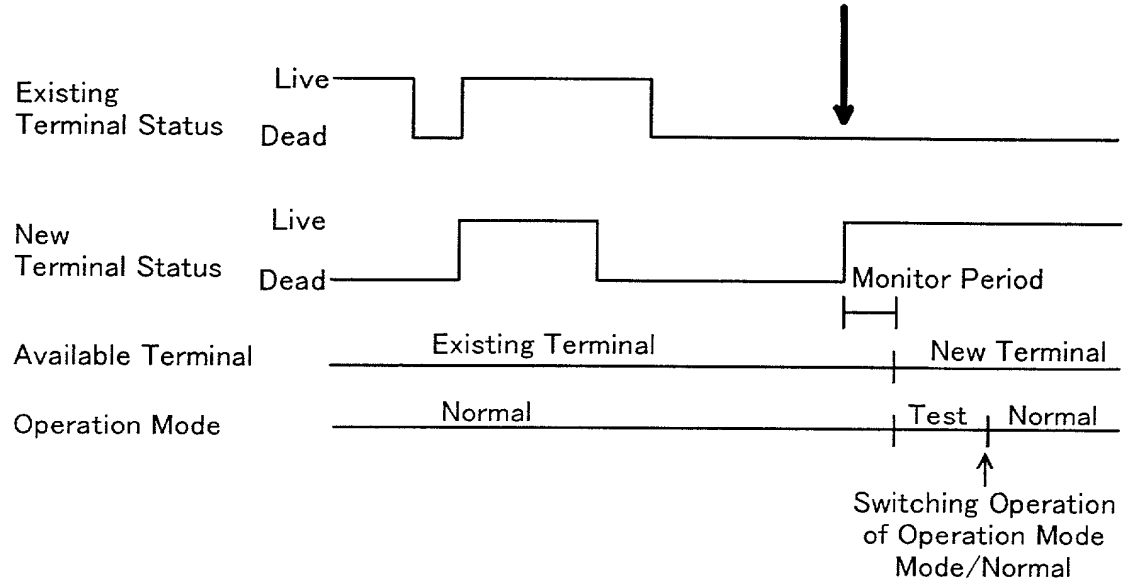 Existing
Terminal Status
Live
Dead
New
Terminal Status
Live
Dead
Monitor Period
Available Terminal
Existing Terminal
New Terminal
Operation Mode
Normal
Test
Normal
Switching Operation
of Operation Mode
Mode/Normal